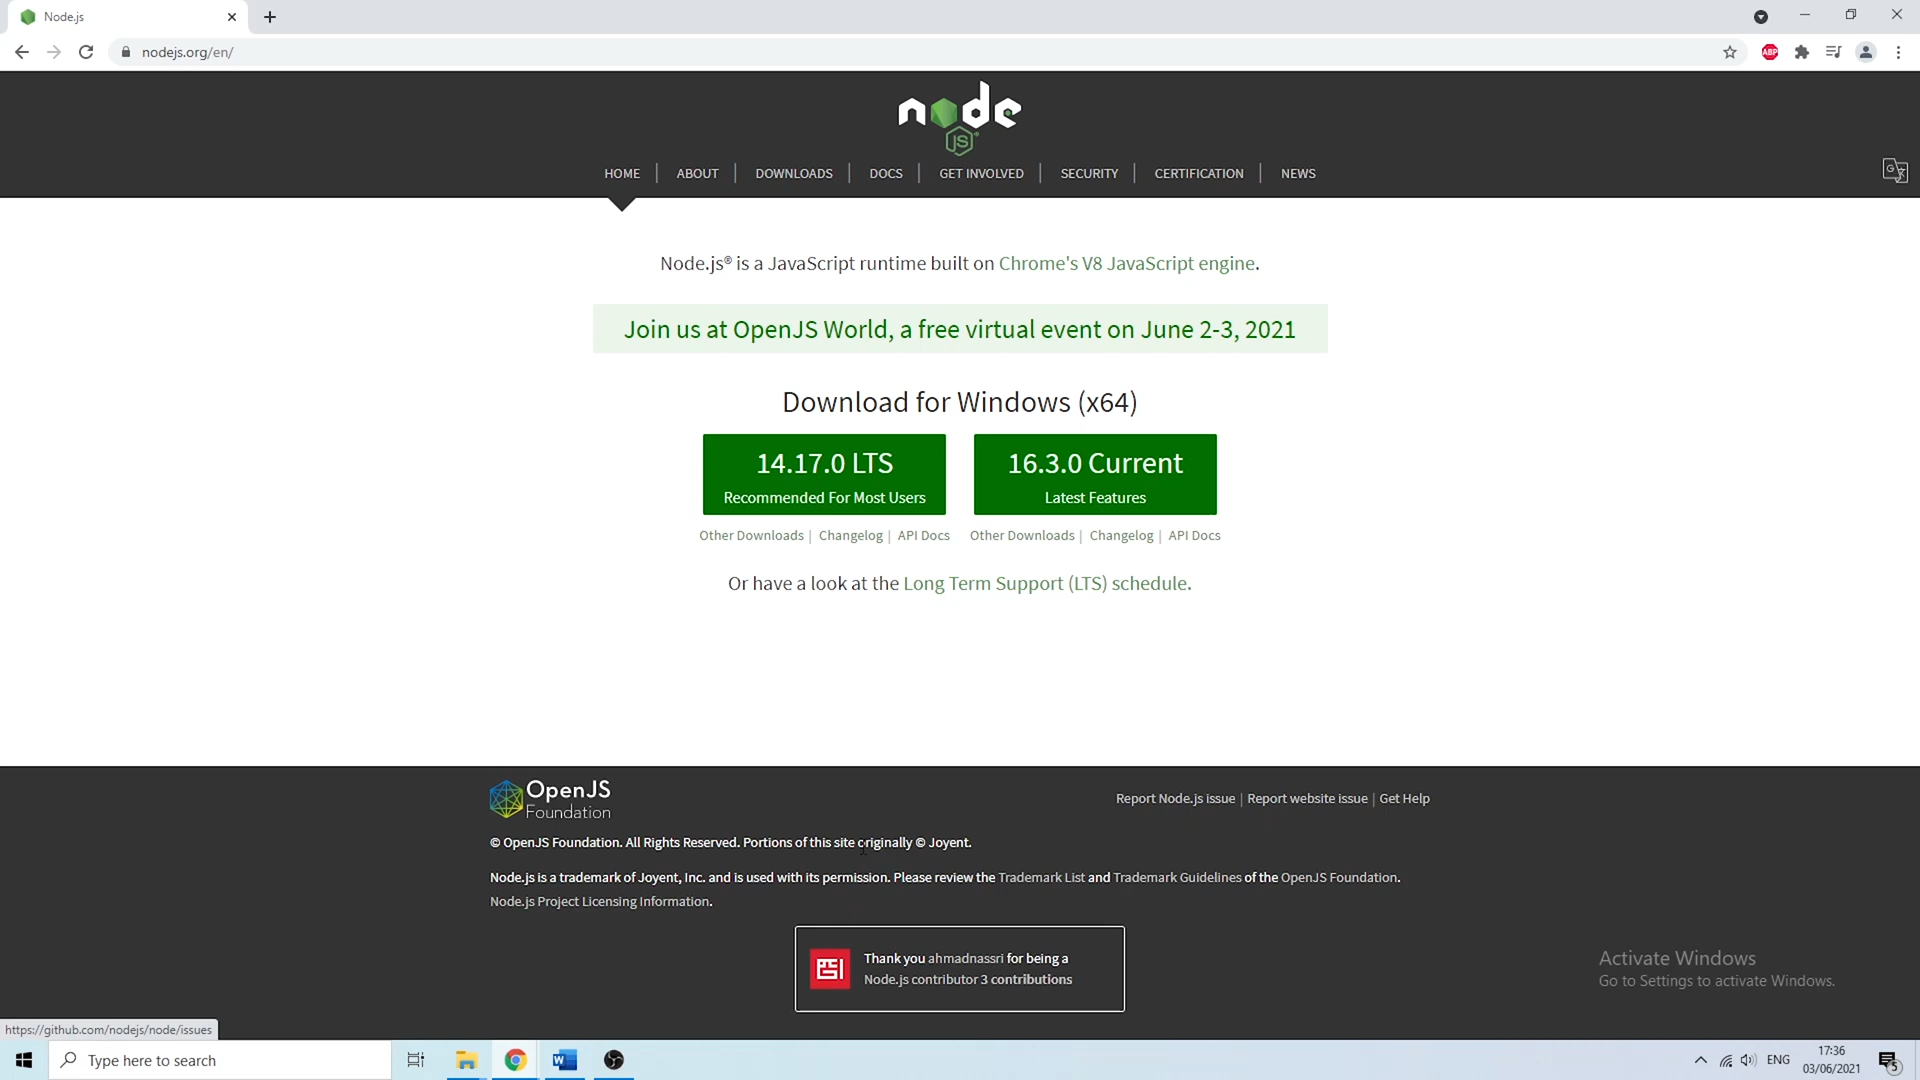 Node.js
nodejs.org/en/
ABP
node
JS
HOME | ABOUT | DOWNLOADS | DOCS | GET INVOLVED | SECURITY | CERTIFICATION | NEWS
Node.js® is a JavaScript runtime built on Chrome's V8 JavaScript engine.
Join us at OpenJS World, a free virtual event on June 2-3, 2021
Download for Windows (x64)
14.17.0 LTS
Recommended For Most Users
16.3.0 Current
Latest Features
Other Downloads | Changelog | API Docs
Other Downloads | Changelog | API Docs
Or have a look at the Long Term Support (LTS) schedule.
OpenJS
Foundation
Report Node.js issue | Report website issue | Get Help
© OpenJS Foundation. All Rights Reserved. Portions of this site originally © Joyent.
Node.js is a trademark of Joyent, Inc. and is used with its permission. Please review the Trademark List and Trademark Guidelines of the OpenJS Foundation.
Node.js Project Licensing Information.
Thank you ahmadnassri for being a
Node.js contributor 3 contributions
Activate Windows
Go to Settings to activate Windows.
https://github.com/nodejs/node/issues
Type here to search
W
ENG
17:36
03/06/2021
5